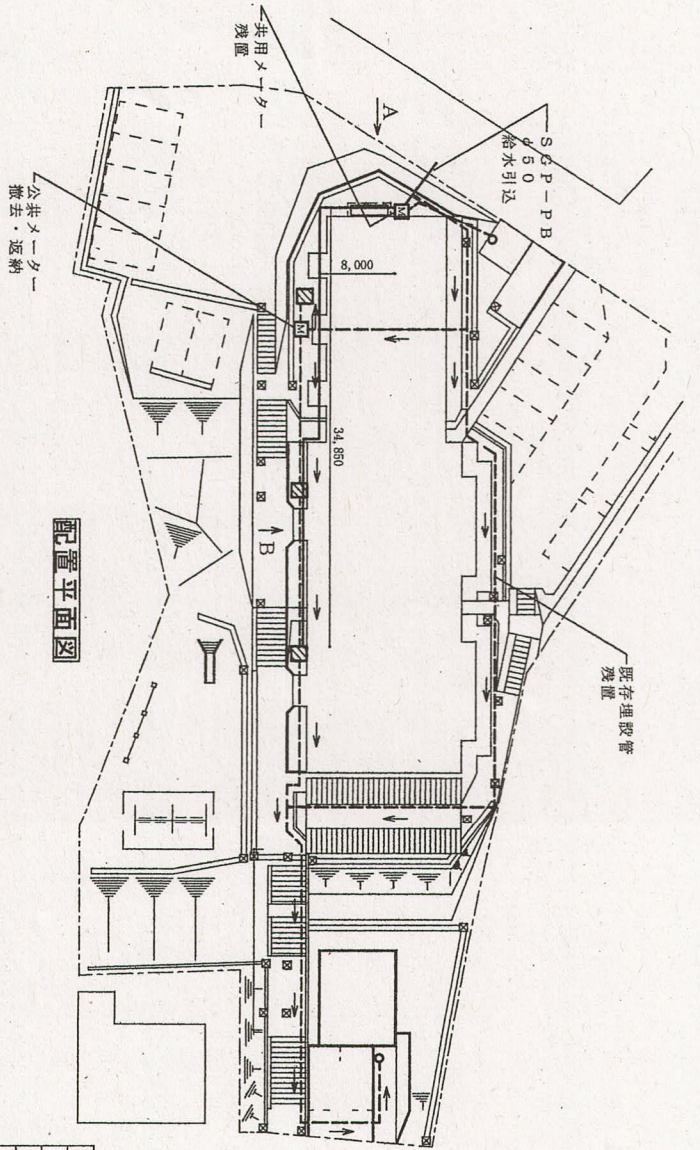 共用メーター
残置
A
SGP－PB
d50
給水引込
公共メーター
撤去・返納
M
M
8,000
34,850
B
既存埋設管
残置
配置平面図